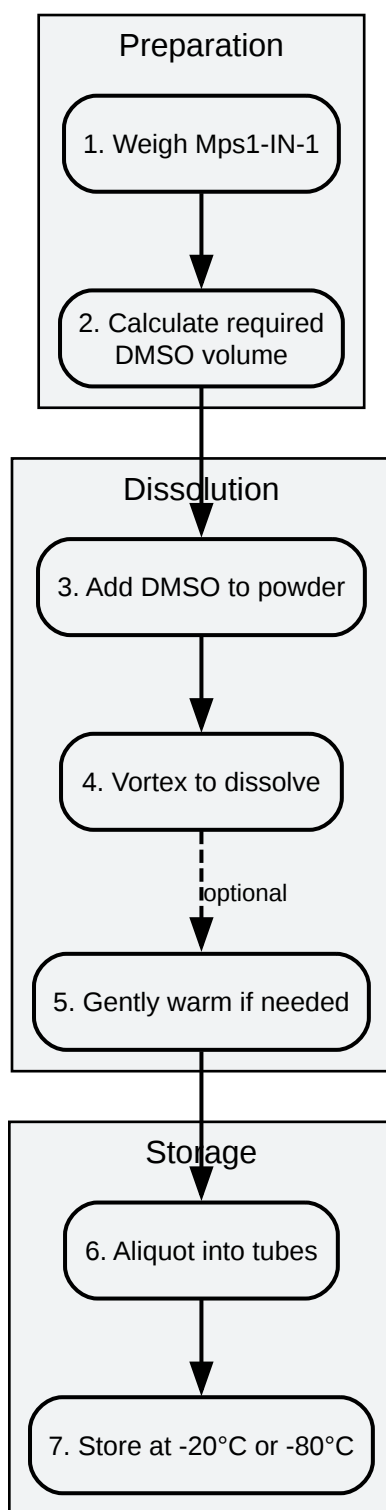 Preparation
1. Weigh Mps1-IN-1
2. Calculate required
DMSO volume
Dissolution
3. Add DMSO to powder
4. Vortex to dissolve
optional
5. Gently warm if needed
Storage
6. Aliquot into tubes
7. Store at -20°C or -80°C